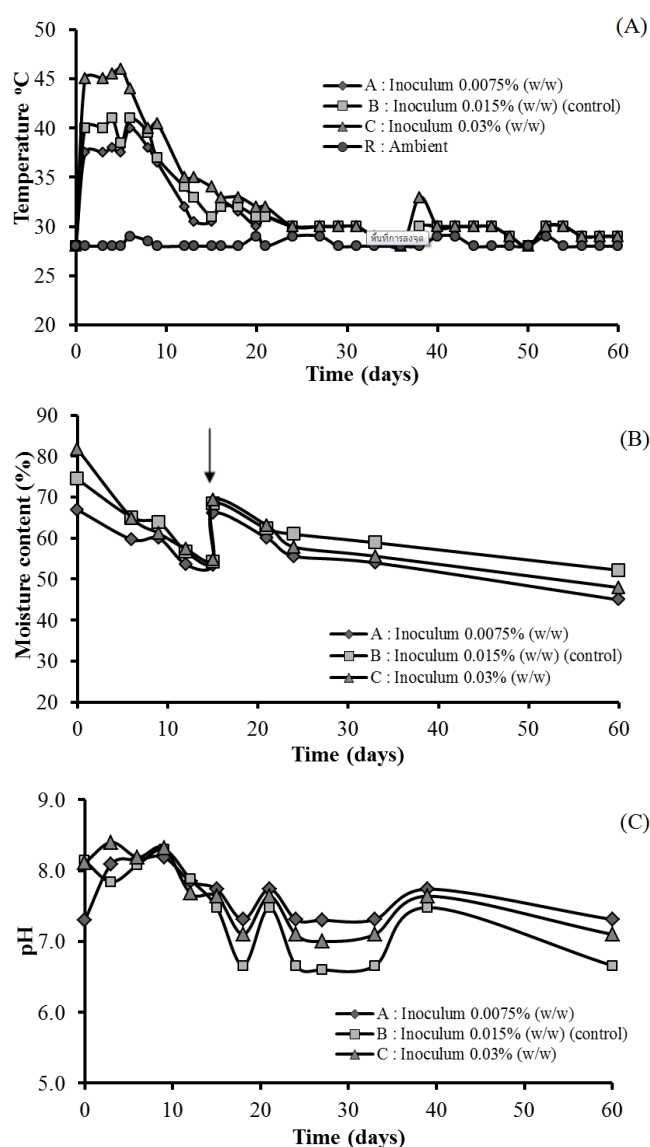 (A)
50
45
40
35
30
25
20
Temperature ºC
A : Inoculum 0.0075% (w/w)
B : Inoculum 0.015% (w/w) (control)
C : Inoculum 0.03% (w/w)
R : Ambient
พื้นที่การลงจุด
0 10 20 30 40 50 60
Time (days)
(B)
90
80
70
60
50
40
30
20
Moisture content (%)
A : Inoculum 0.0075% (w/w)
B : Inoculum 0.015% (w/w) (control)
C : Inoculum 0.03% (w/w)
0 10 20 30 40 50 60
Time (days)
(C)
9.0
8.0
7.0
6.0
5.0
pH
A : Inoculum 0.0075% (w/w)
B : Inoculum 0.015% (w/w) (control)
C : Inoculum 0.03% (w/w)
0 10 20 30 40 50 60
Time (days)